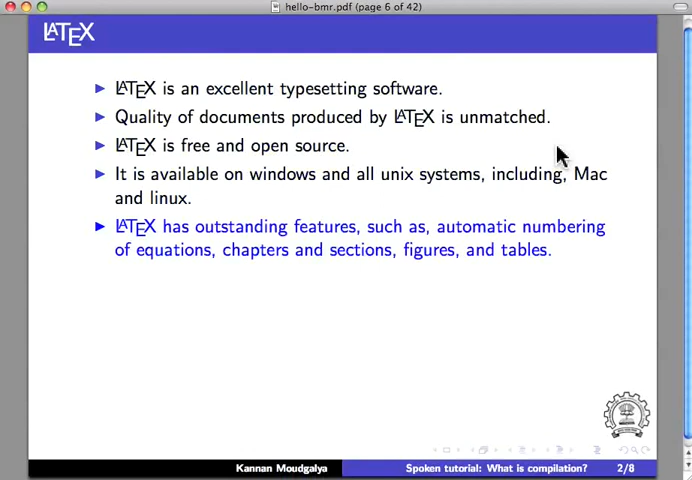 hello-bmr.pdf (page 6 of 42)
LATEX
LATEX is an excellent typesetting software.
Quality of documents produced by LATEX is unmatched.
LATEX is free and open source.
It is available on windows and all unix systems, including, Mac
and linux.
LATEX has outstanding features, such as, automatic numbering
of equations, chapters and sections, figures, and tables.
Kannan Moudgalya Spoken tutorial: What is compilation? 2/8